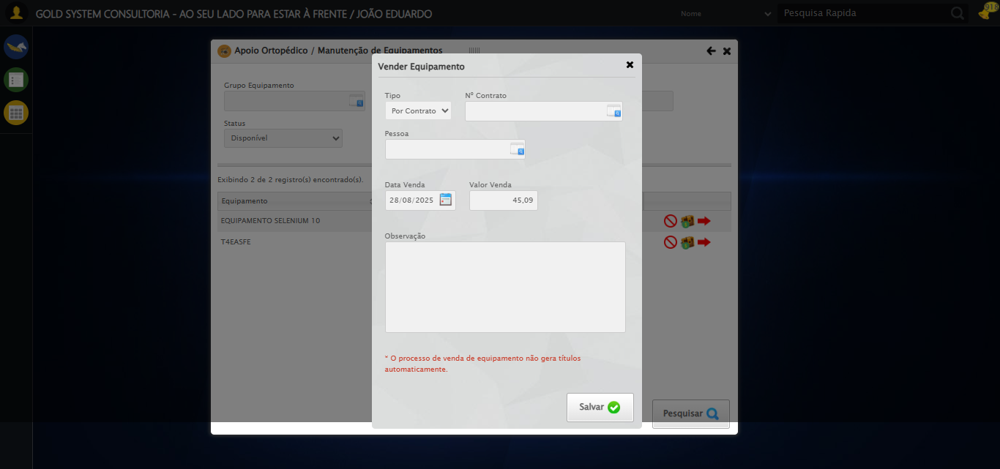 GOLD SYSTEM CONSULTORIA - AO SEU LADO PARA ESTAR À FRENTE / JOÃO EDUARDO
Nome
Pesquisa Rapida
918
Apoio Ortopédico / Manutenção de Equipamentos
Vender Equipamento
Grupo Equipamento
Tipo
Nº Contrato
Por Contrato
Status
Disponível
Pessoa
Exibindo 2 de 2 registro(s) encontrado(s).
Data Venda
Valor Venda
28/08/2025
45,09
Equipamento
EQUIPAMENTO SELENIUM 10
T4EASFE
Observação
* O processo de venda de equipamento não gera títulos
automaticamente.
Salvar
Pesquisar